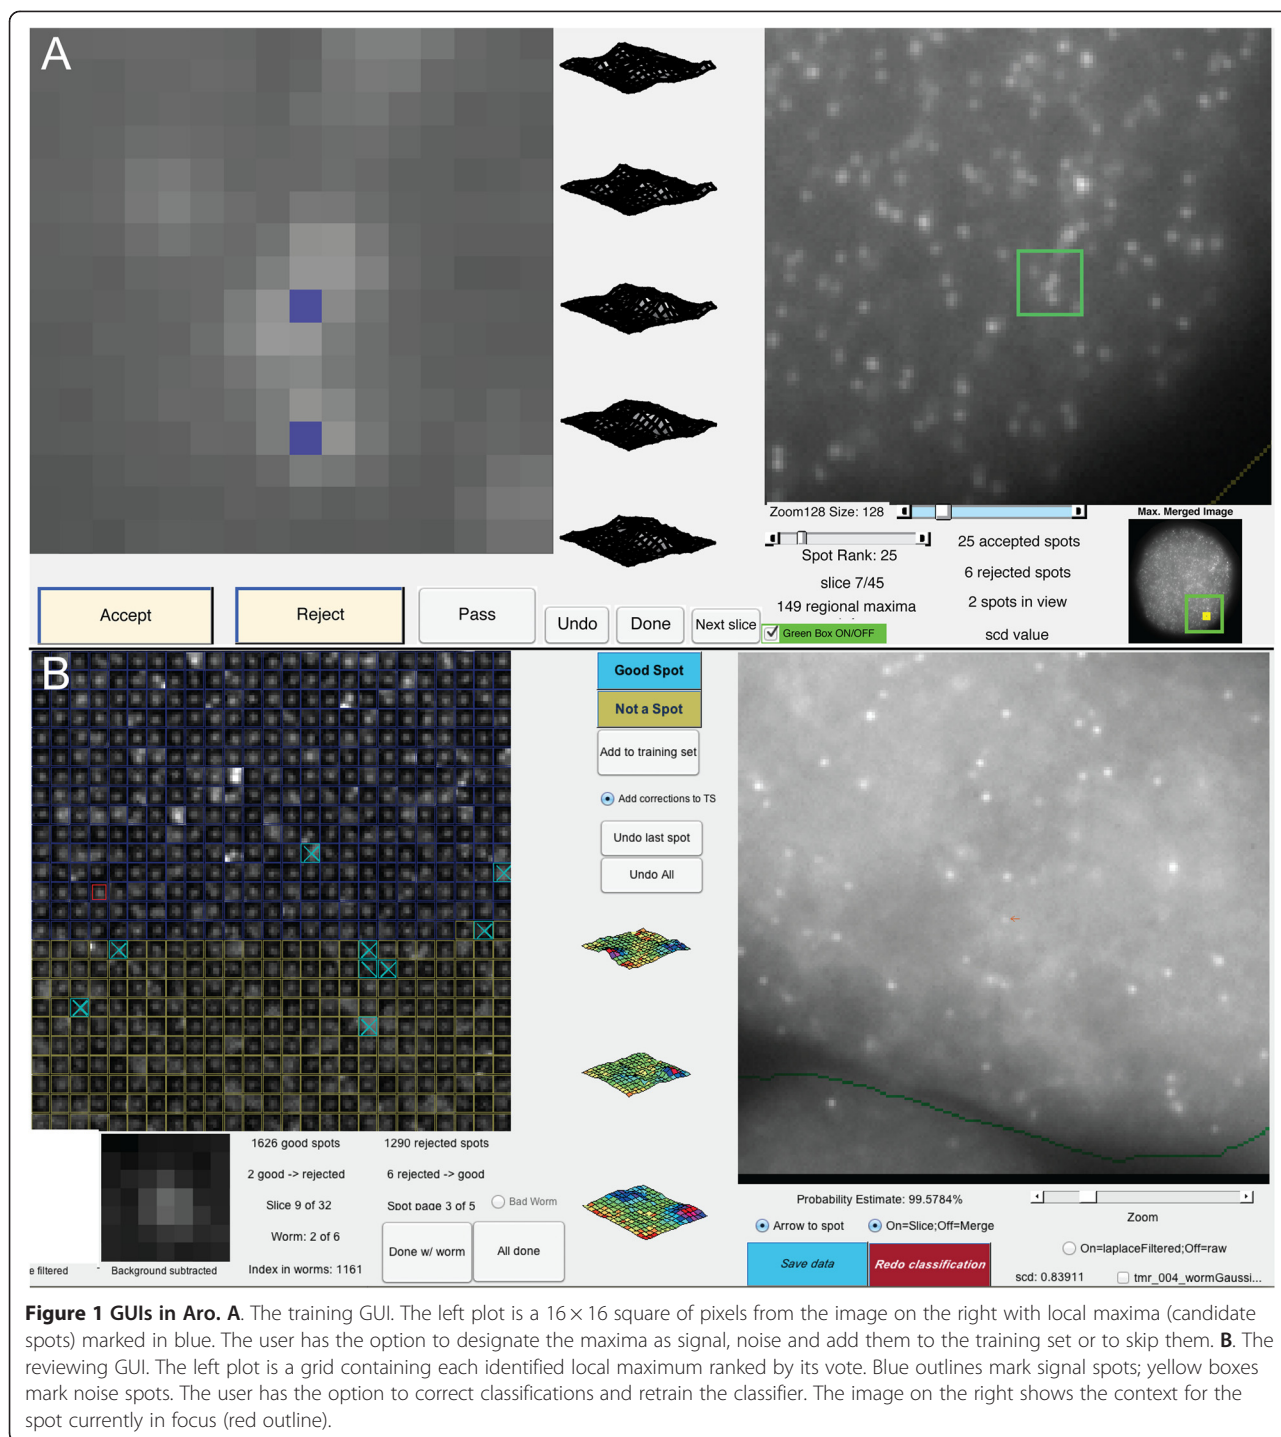 A
Zoom128 Size: 128
Max. Merged Image
Spot Rank: 25
25 accepted spots
slice 7/45
6 rejected spots
149 regional maxima
2 spots in view
scd value
Accept
Reject
Pass
Undo
Done
Next slice
Green Box ON/OFF
B
Good Spot
Not a Spot
Add to training set
Add corrections to TS
Undo last spot
Undo All
1626 good spots
1290 rejected spots
2 good -> rejected
6 rejected -> good
Slice 9 of 32
Spot page 3 of 5
Bad Worm
Worm: 2 of 6
Done w/ worm
All done
Index in worms: 1161
e filtered
Background subtracted
Probability Estimate: 99.5784%
Zoom
Arrow to spot
On=Slice;Off=Merge
On=laplaceFiltered;Off=raw
Save data
Redo classification
scd: 0.83911
tmr_004_wormGaussi...
Figure 1 GUIs in Aro. A. The training GUI. The left plot is a 16 × 16 square of pixels from the image on the right with local maxima (candidate
spots) marked in blue. The user has the option to designate the maxima as signal, noise and add them to the training set or to skip them. B. The
reviewing GUI. The left plot is a grid containing each identified local maximum ranked by its vote. Blue outlines mark signal spots; yellow boxes
mark noise spots. The user has the option to correct classifications and retrain the classifier. The image on the right shows the context for the
spot currently in focus (red outline).